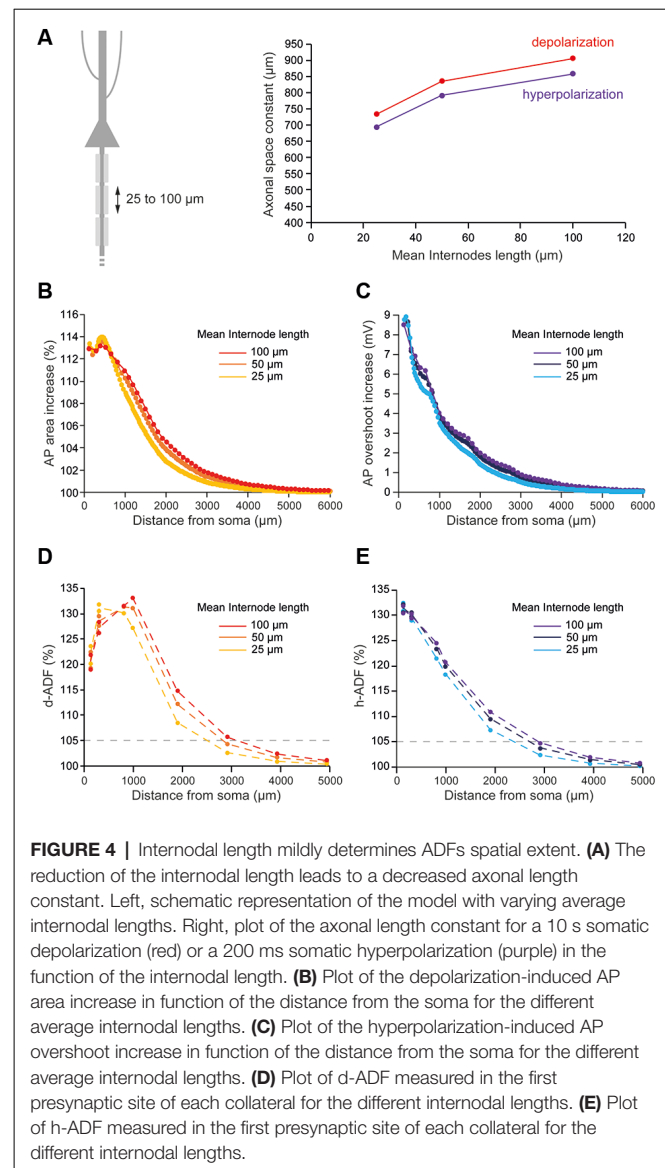 A
25 to 100 µm
Axonal space constant (µm)
950
900
850
800
750
700
650
600
550
500
450
400
depolarization
hyperpolarization
0 20 40 60 80 100 120
Mean Internodes length (µm)
B
AP area increase (%)
116
114
112
110
108
106
104
102
100
Mean Internode length
100 µm
50 µm
25 µm
0 1000 2000 3000 4000 5000 6000
Distance from soma (µm)
C
AP overshoot increase (mV)
9
8
7
6
5
4
3
2
1
0
Mean Internode length
100 µm
50 µm
25 µm
0 1000 2000 3000 4000 5000 6000
Distance from soma (µm)
D
d-ADF (%)
135
130
125
120
115
110
105
100
Mean Internode length
100 µm
50 µm
25 µm
0 1000 2000 3000 4000 5000
Distance from soma (µm)
E
h-ADF (%)
135
130
125
120
115
110
105
100
Mean Internode length
100 µm
50 µm
25 µm
0 1000 2000 3000 4000 5000
Distance from soma (µm)
FIGURE 4 | Internodal length mildly determines ADFs spatial extent. (A) The
reduction of the internodal length leads to a decreased axonal length
constant. Left, schematic representation of the model with varying average
internodal lengths. Right, plot of the axonal length constant for a 10 s somatic
depolarization (red) or a 200 ms somatic hyperpolarization (purple) in the
function of the internodal length. (B) Plot of the depolarization-induced AP
area increase in function of the distance from the soma for the different
average internodal lengths. (C) Plot of the hyperpolarization-induced AP
overshoot increase in function of the distance from the soma for the different
average internodal lengths. (D) Plot of d-ADF measured in the first
presynaptic site of each collateral for the different internodal lengths. (E) Plot
of h-ADF measured in the first presynaptic site of each collateral for the
different internodal lengths.